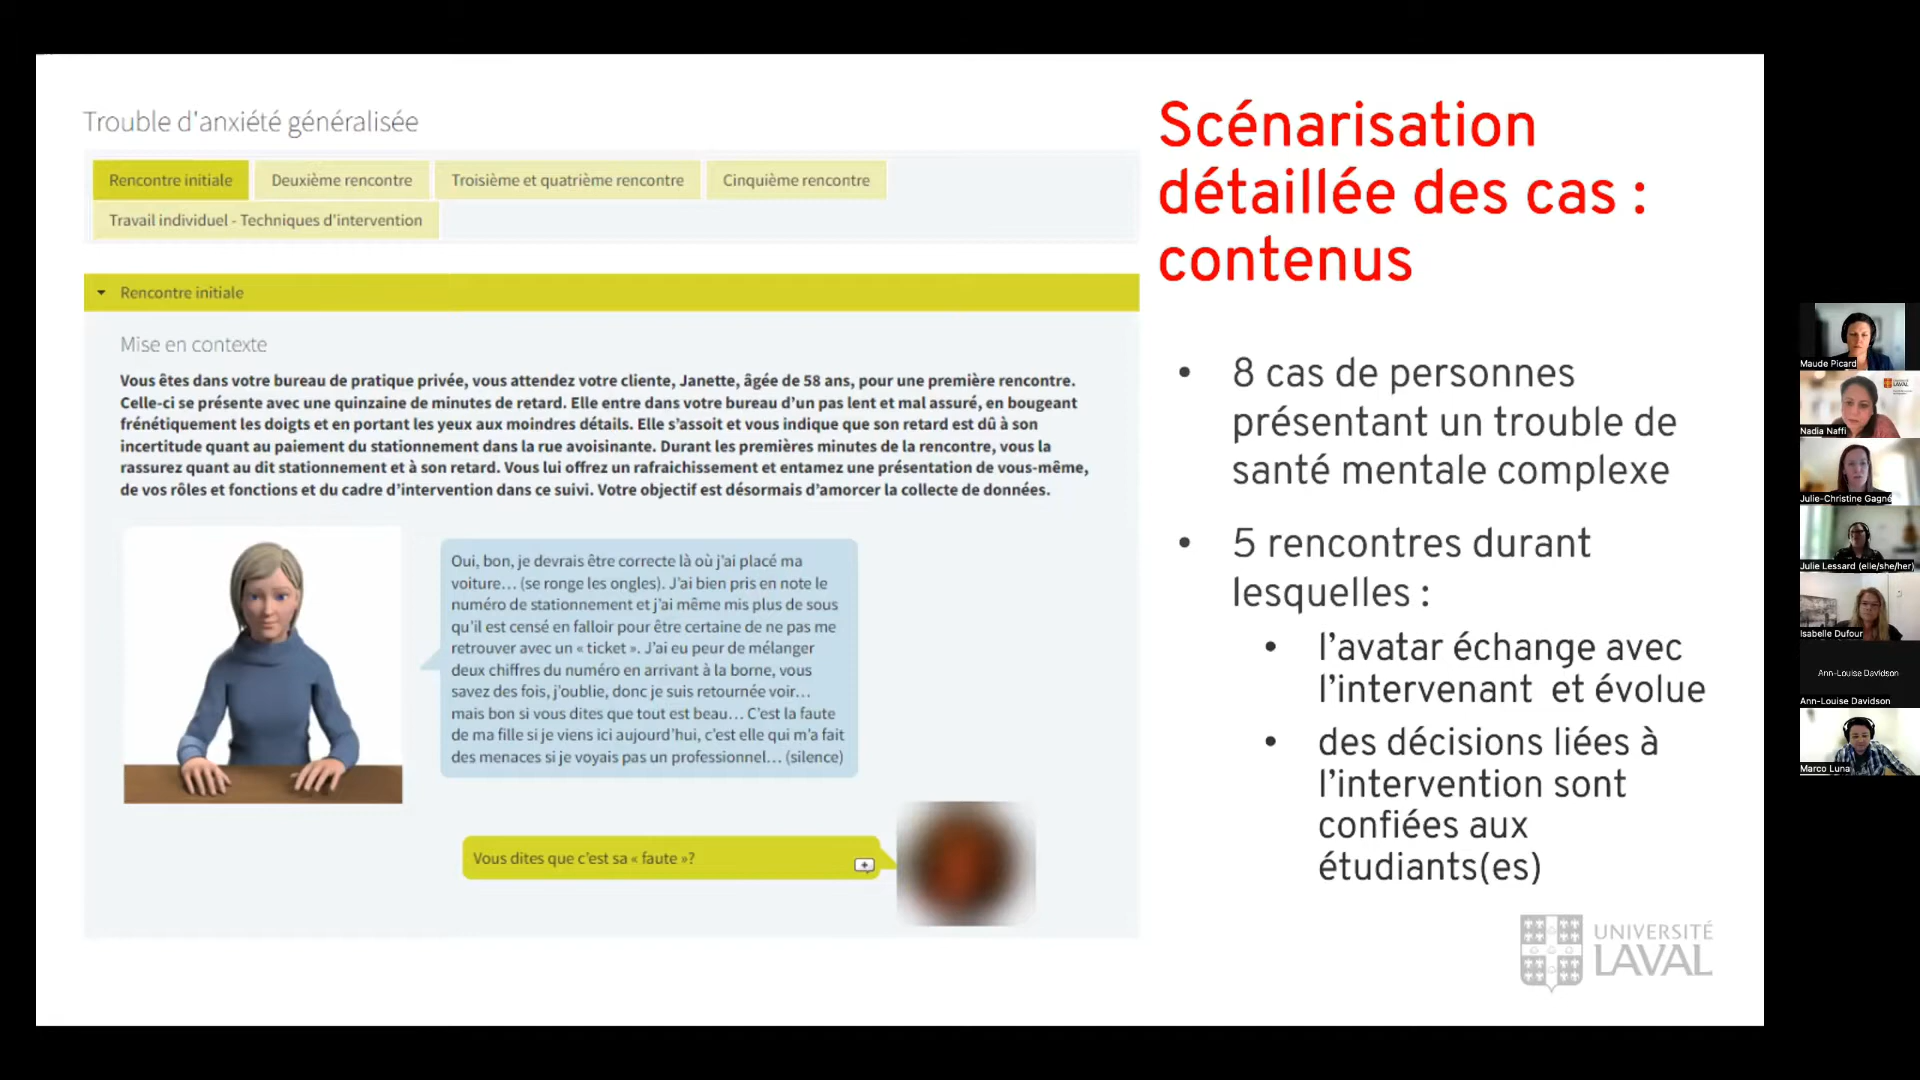 Trouble d'anxiété généralisée
Rencontre initiale
Deuxième rencontre
Troisième et quatrième rencontre
Cinquième rencontre
Travail individuel - Techniques d'intervention
Rencontre initiale
Mise en contexte
Vous êtes dans votre bureau de pratique privée, vous attendez votre cliente, Janette, âgée de 58 ans, pour une première rencontre.
Celle-ci se présente avec une quinzaine de minutes de retard. Elle entre dans votre bureau d'un pas lent et mal assuré, en bougeant
frénétiquement les doigts et en portant les yeux aux moindres détails. Elle s'assoit et vous indique que son retard est dû à son
incertitude quant au paiement du stationnement dans la rue avoisinante. Durant les premières minutes de la rencontre, vous la
rassurez quant au dit stationnement et à son retard. Vous lui offrez un rafraichissement et entamez une présentation de vous-même,
de vos rôles et fonctions et du cadre d'intervention dans ce suivi. Votre objectif est désormais d'amorcer la collecte de données.
Oui, bon, je devrais être correcte là où j'ai placé ma
voiture… (se ronge les ongles). J'ai bien pris en note le
numéro de stationnement et j'ai même mis plus de sous
qu'il est censé en falloir pour être certaine de ne pas me
retrouver avec un « ticket ». J'ai eu peur de mélanger
deux chiffres du numéro en arrivant à la borne, vous
savez des fois, j'oublie, donc je suis retournée voir…
mais bon si vous dites que tout est beau… C'est la faute
de ma fille si je viens ici aujourd'hui, c'est elle qui m'a fait
des menaces si je voyais pas un professionnel… (silence)
Vous dites que c'est sa « faute »?
Scénarisation
détaillée des cas :
contenus
• 8 cas de personnes
présentant un trouble de
santé mentale complexe
• 5 rencontres durant
lesquelles :
• l'avatar échange avec
l'intervenant et évolue
• des décisions liées à
l'intervention sont
confiées aux
étudiants(es)
UNIVERSITÉ
LAVAL
Maude Picard
Nadia Naffi
Julie-Christine Gagné
Julie Lessard (elle/she/her)
Isabelle Dufour
Ann-Louise Davidson
Ann-Louise Davidson
Marco Luna